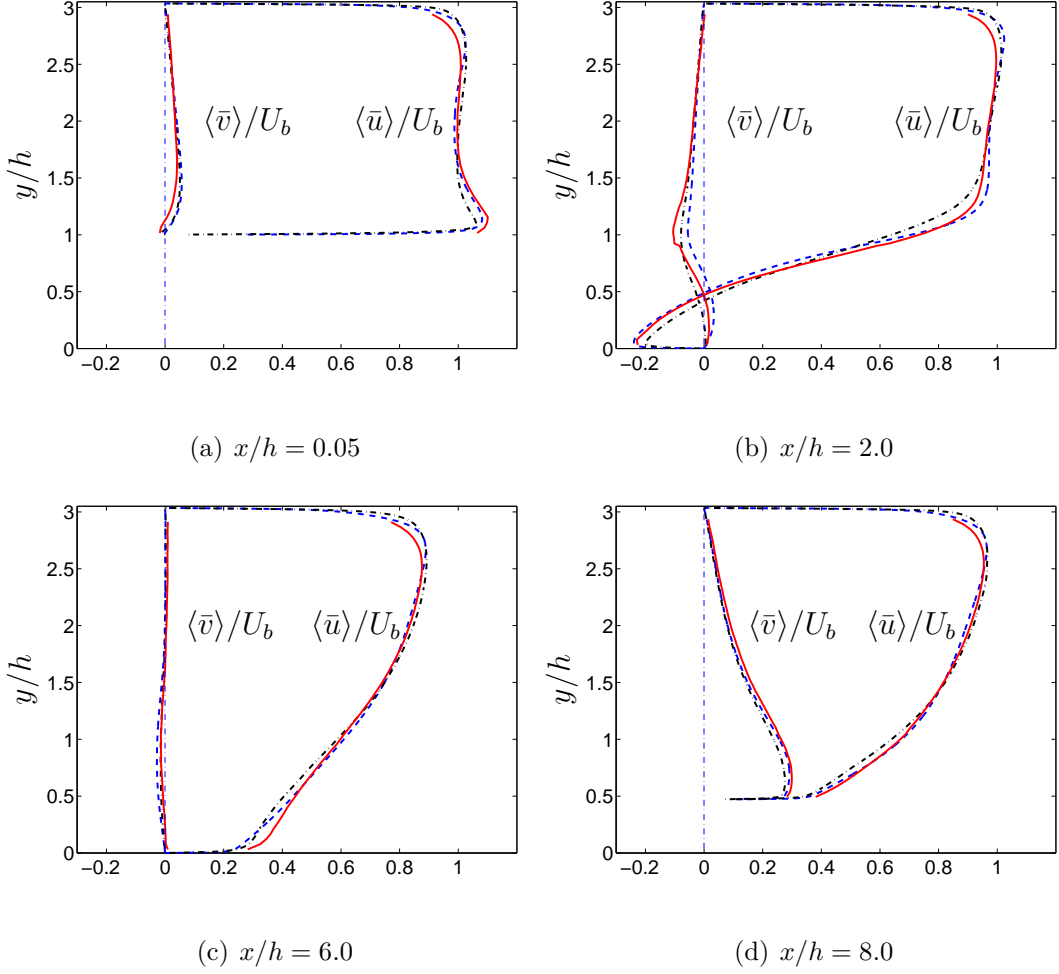 3
2.5
2
1.5
1
0.5
0
y/h
⟨v̄⟩/U_b
⟨ū⟩/U_b
−0.2 0 0.2 0.4 0.6 0.8 1
(a) x/h = 0.05
3
2.5
2
1.5
1
0.5
0
y/h
⟨v̄⟩/U_b
⟨ū⟩/U_b
−0.2 0 0.2 0.4 0.6 0.8 1
(b) x/h = 2.0
3
2.5
2
1.5
1
0.5
0
y/h
⟨v̄⟩/U_b
⟨ū⟩/U_b
−0.2 0 0.2 0.4 0.6 0.8 1
(c) x/h = 6.0
3
2.5
2
1.5
1
0.5
0
y/h
⟨v̄⟩/U_b
⟨ū⟩/U_b
−0.2 0 0.2 0.4 0.6 0.8 1
(d) x/h = 8.0